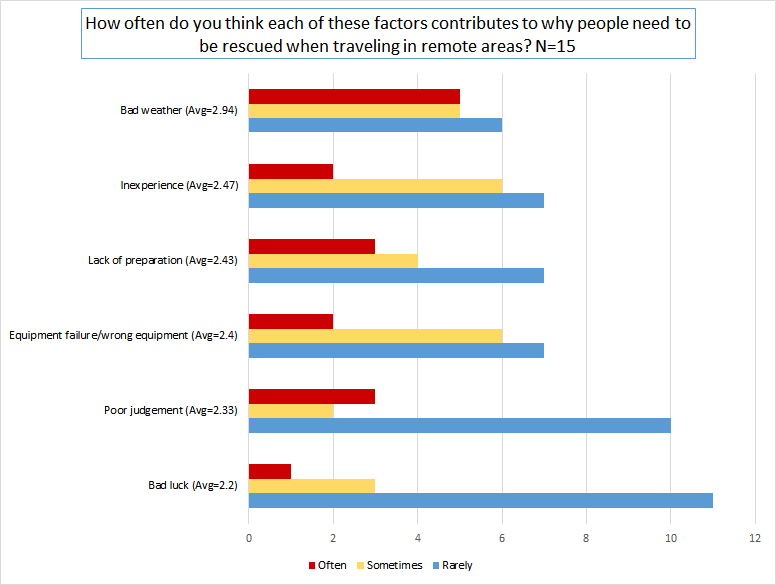 How often do you think each of these factors contributes to why people need to
be rescued when traveling in remote areas? N=15
Bad weather (Avg=2.94)
Inexperience (Avg=2.47)
Lack of preparation (Avg=2.43)
Equipment failure/wrong equipment (Avg=2.4)
Poor judgement (Avg=2.33)
Bad luck (Avg=2.2)
0 2 4 6 8 10 12
Often Sometimes Rarely